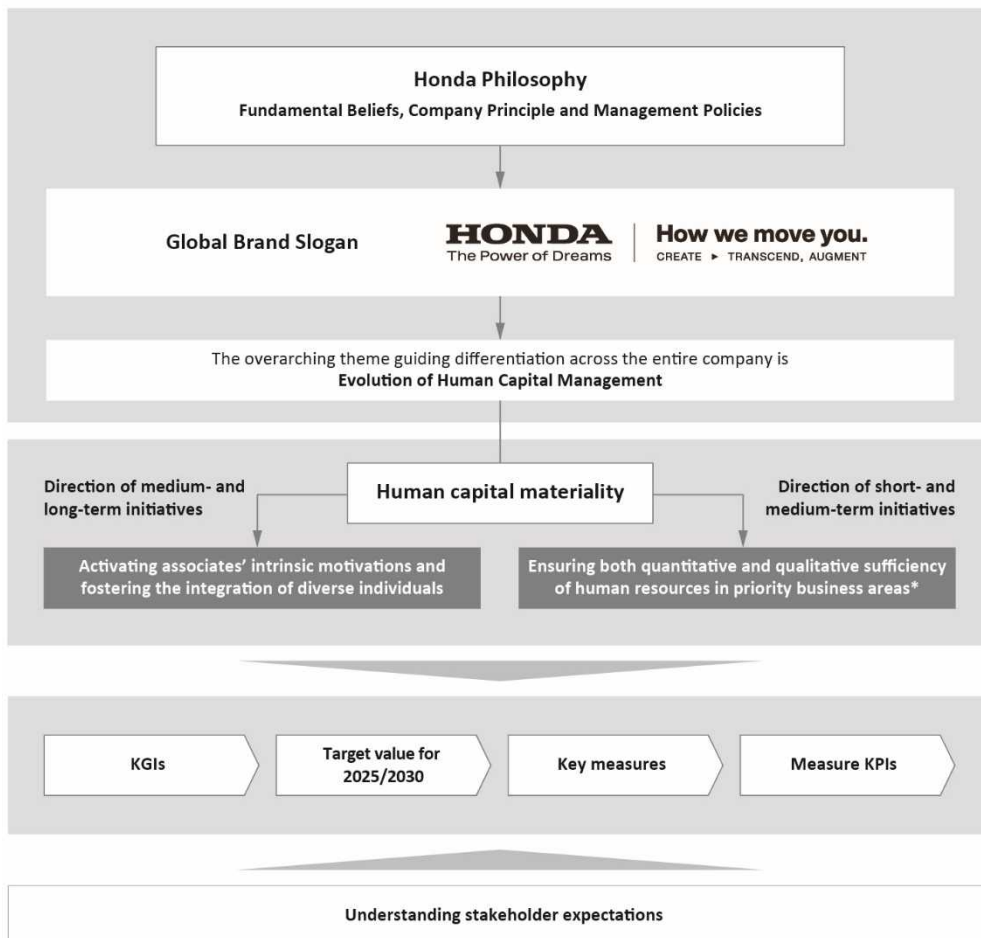 Honda Philosophy
Fundamental Beliefs, Company Principle and Management Policies
Global Brand Slogan
HONDA
The Power of Dreams
How we move you.
CREATE ▶ TRANSCEND, AUGMENT
The overarching theme guiding differentiation across the entire company is
Evolution of Human Capital Management
Human capital materiality
Direction of medium- and
long-term initiatives
Direction of short- and
medium-term initiatives
Activating associates’ intrinsic motivations and
fostering the integration of diverse individuals
Ensuring both quantitative and qualitative sufficiency
of human resources in priority business areas*
KGIs
Target value for
2025/2030
Key measures
Measure KPIs
Understanding stakeholder expectations